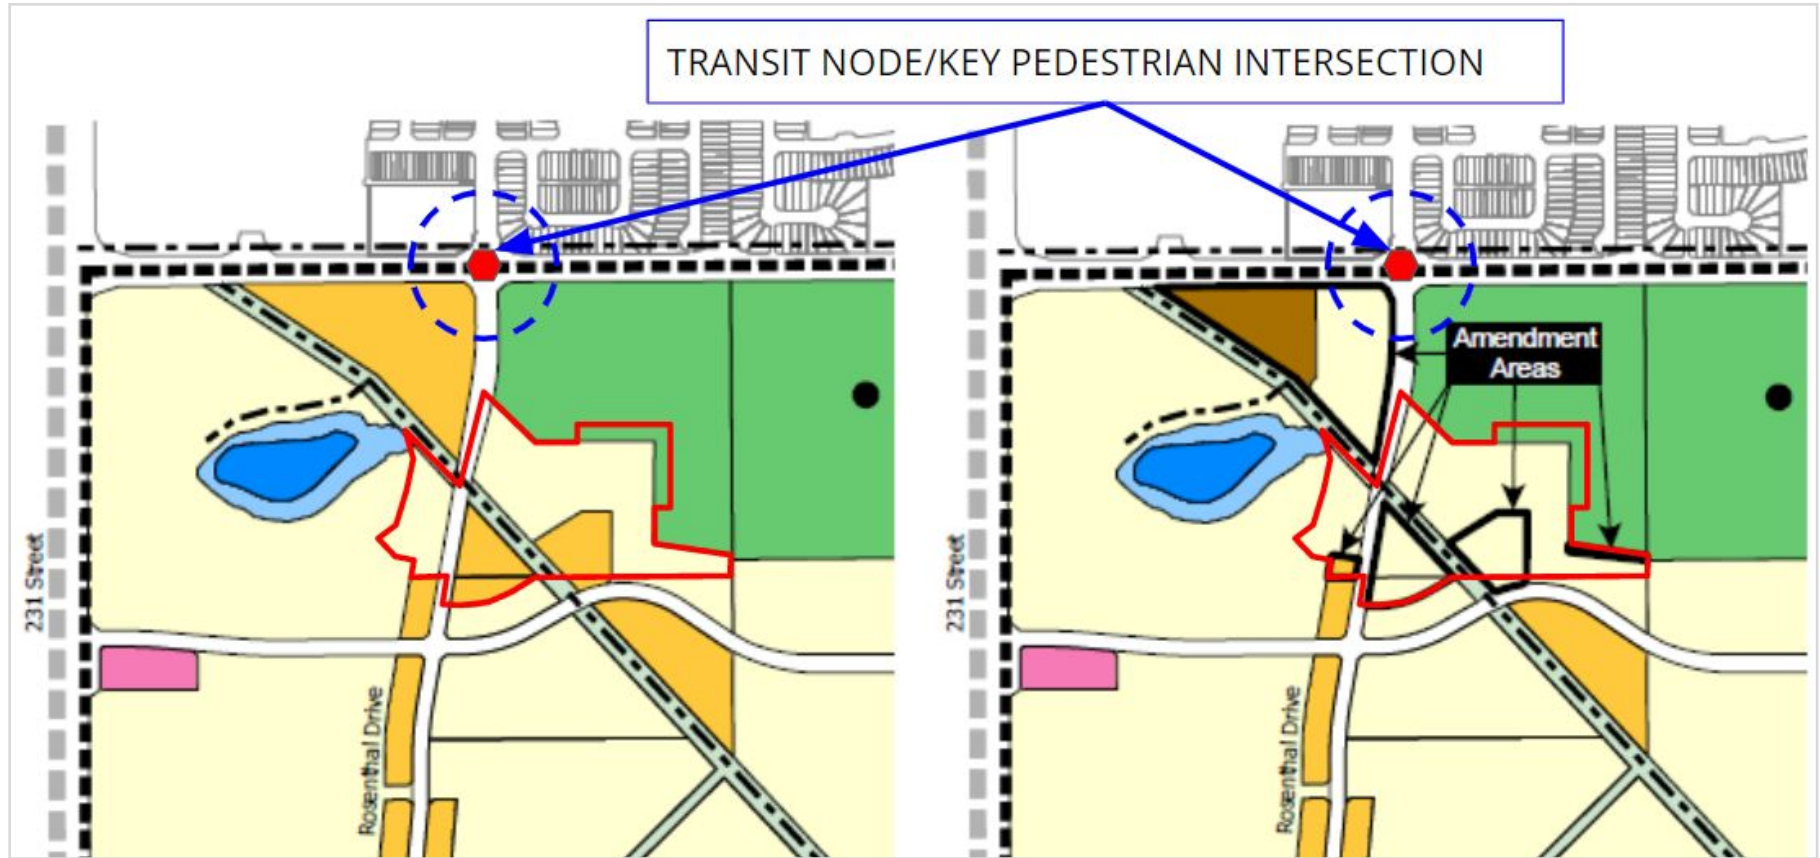 TRANSIT NODE/KEY PEDESTRIAN INTERSECTION
231 Street
Rosenthal Drive
231 Street
Amendment
Areas
Rosenthal Drive